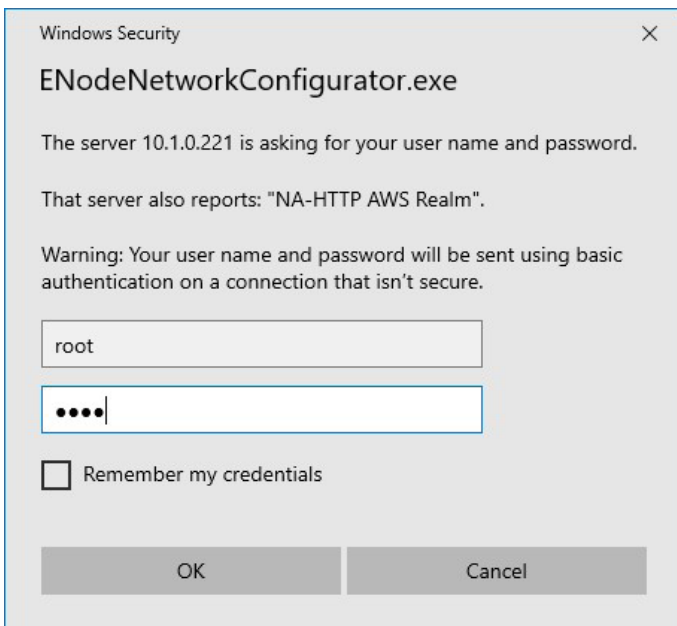 Windows Security
ENodeNetworkConfigurator.exe
The server 10.1.0.221 is asking for your user name and password.
That server also reports: "NA-HTTP AWS Realm".
Warning: Your user name and password will be sent using basic
authentication on a connection that isn't secure.
root
••••
Remember my credentials
OK
Cancel